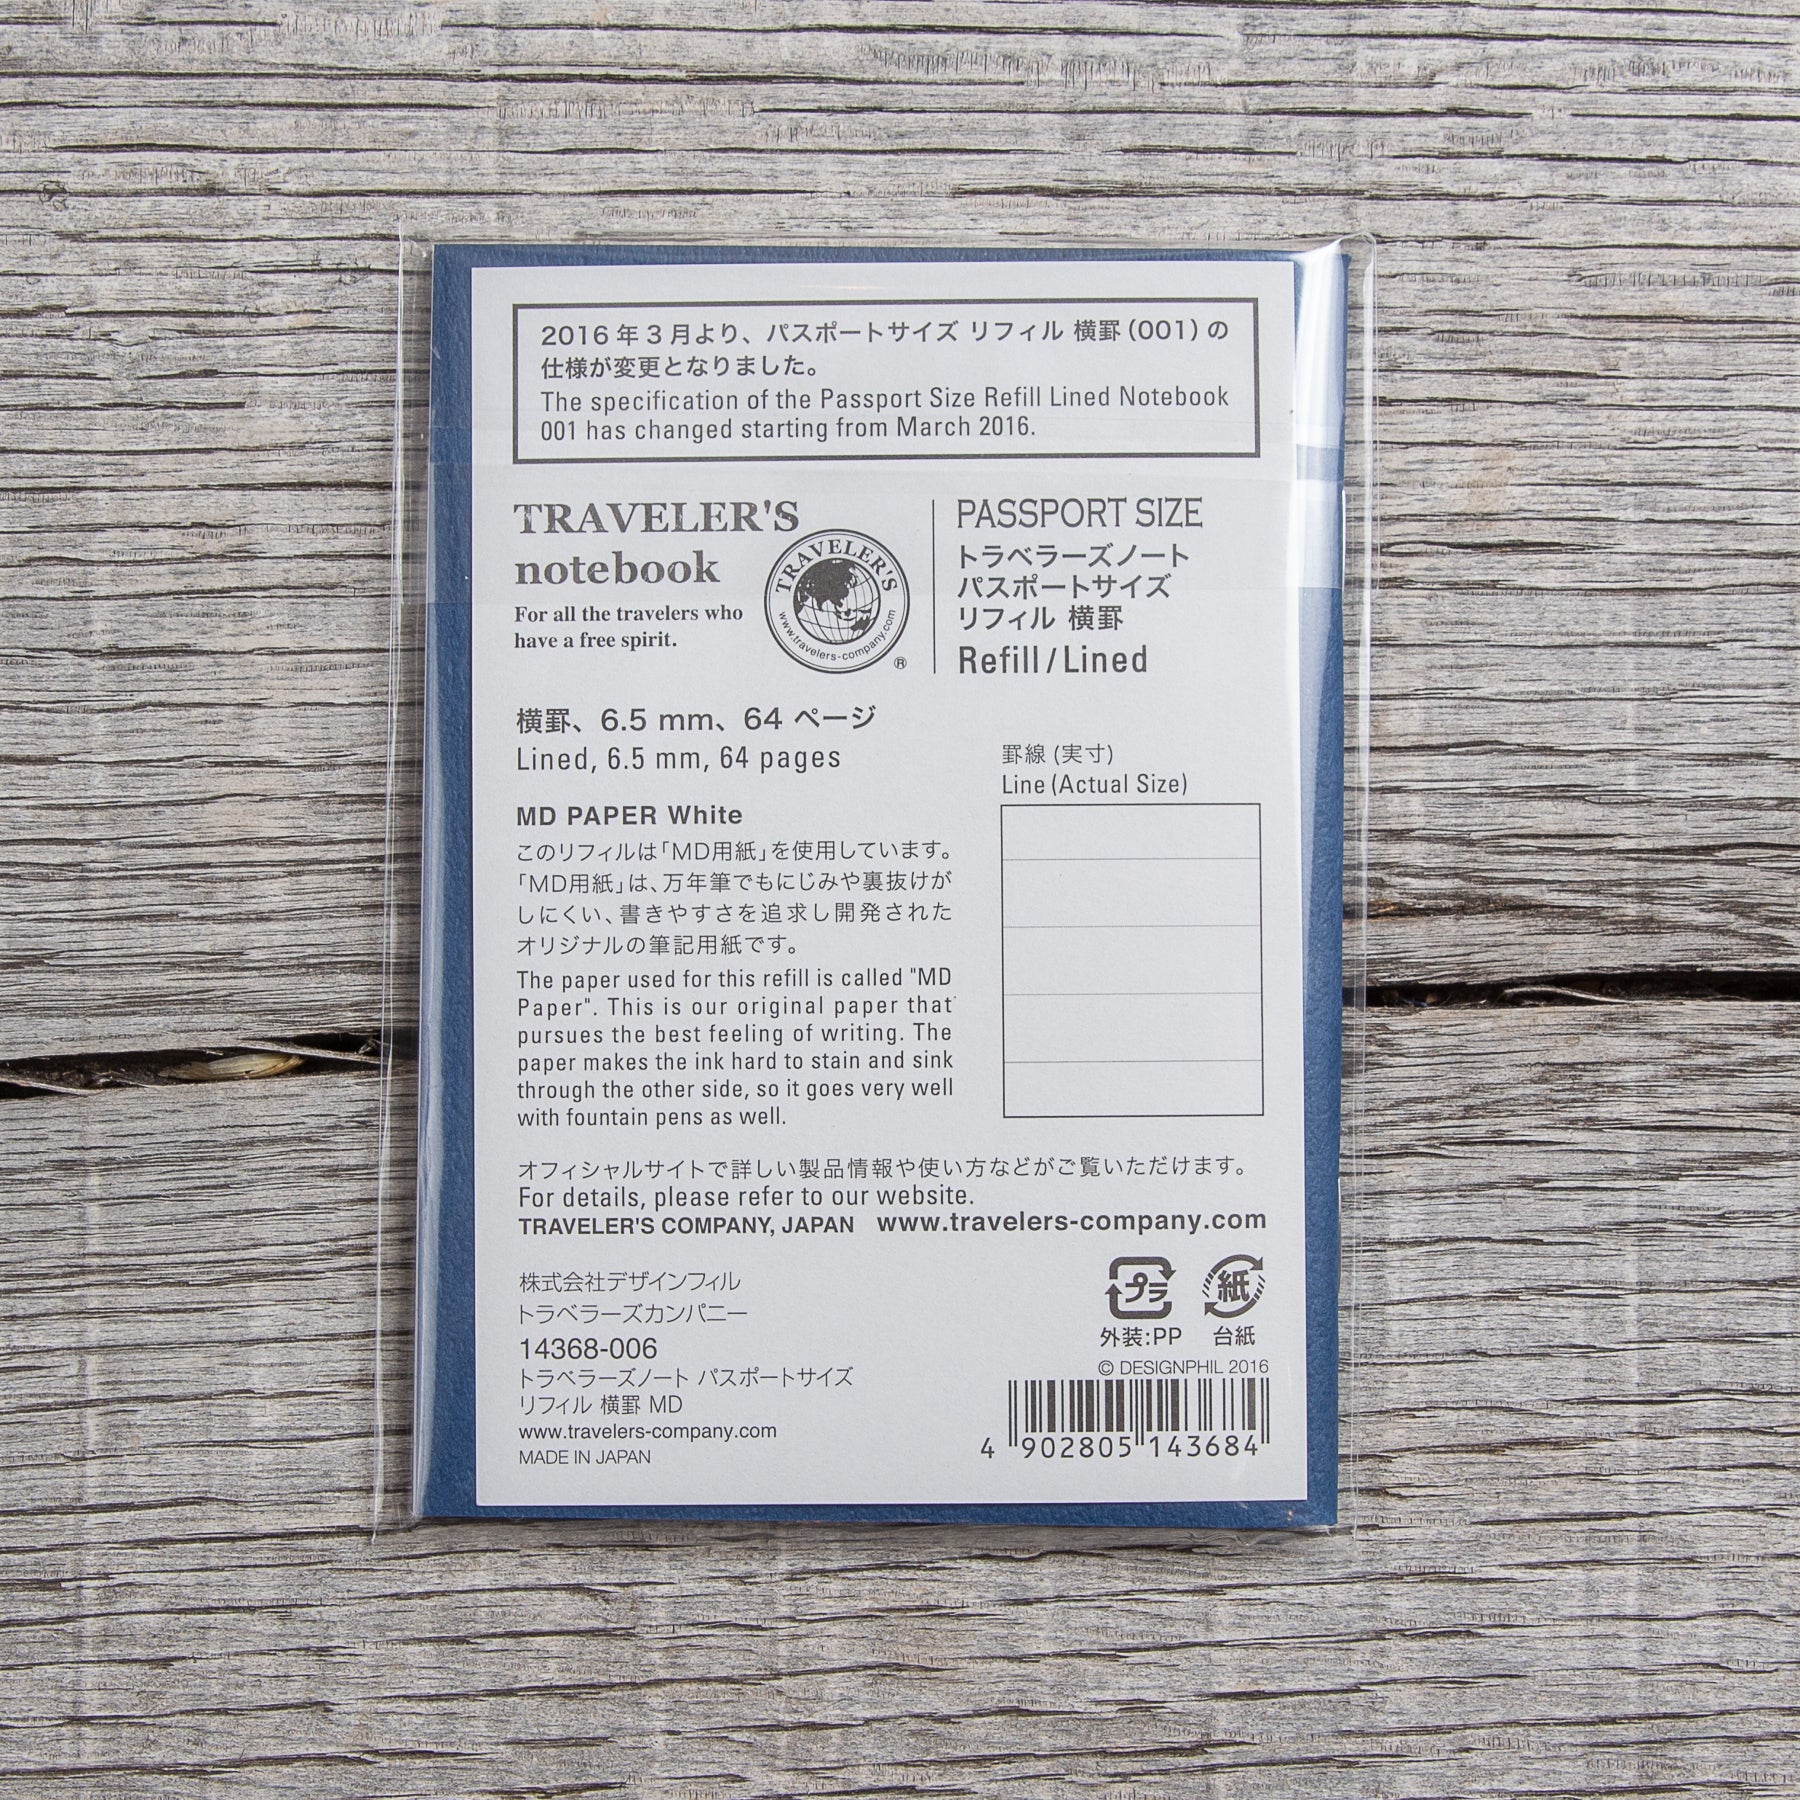 2016年3月より、パスポートサイズ リフィル 横罫（001）の
仕様が変更となりました。
The specification of the Passport Size Refill Lined Notebook
001 has changed starting from March 2016.
TRAVELER'S
notebook
For all the travelers who
have a free spirit.
TRAVELER'S
www.travelers-company.com
®
PASSPORT SIZE
トラベラーズノート
パスポートサイズ
リフィル 横罫
Refill / Lined
横罫、6.5 mm、64 ページ
Lined, 6.5 mm, 64 pages
MD PAPER White
このリフィルは「MD用紙」を使用しています。
「MD用紙」は、万年筆でもにじみや裏抜けが
しにくい、書きやすさを追求し開発された
オリジナルの筆記用紙です。
The paper used for this refill is called "MD
Paper". This is our original paper that
pursues the best feeling of writing. The
paper makes the ink hard to stain and sink
through the other side, so it goes very well
with fountain pens as well.
罫線 (実寸)
Line (Actual Size)
オフィシャルサイトで詳しい製品情報や使い方などがご覧いただけます。
For details, please refer to our website.
TRAVELER'S COMPANY, JAPAN www.travelers-company.com
株式会社デザインフィル
トラベラーズカンパニー
14368-006
トラベラーズノート パスポートサイズ
リフィル 横罫 MD
www.travelers-company.com
MADE IN JAPAN
プラ
外装:PP
紙
台紙
© DESIGNPHIL 2016
4 902805 143684